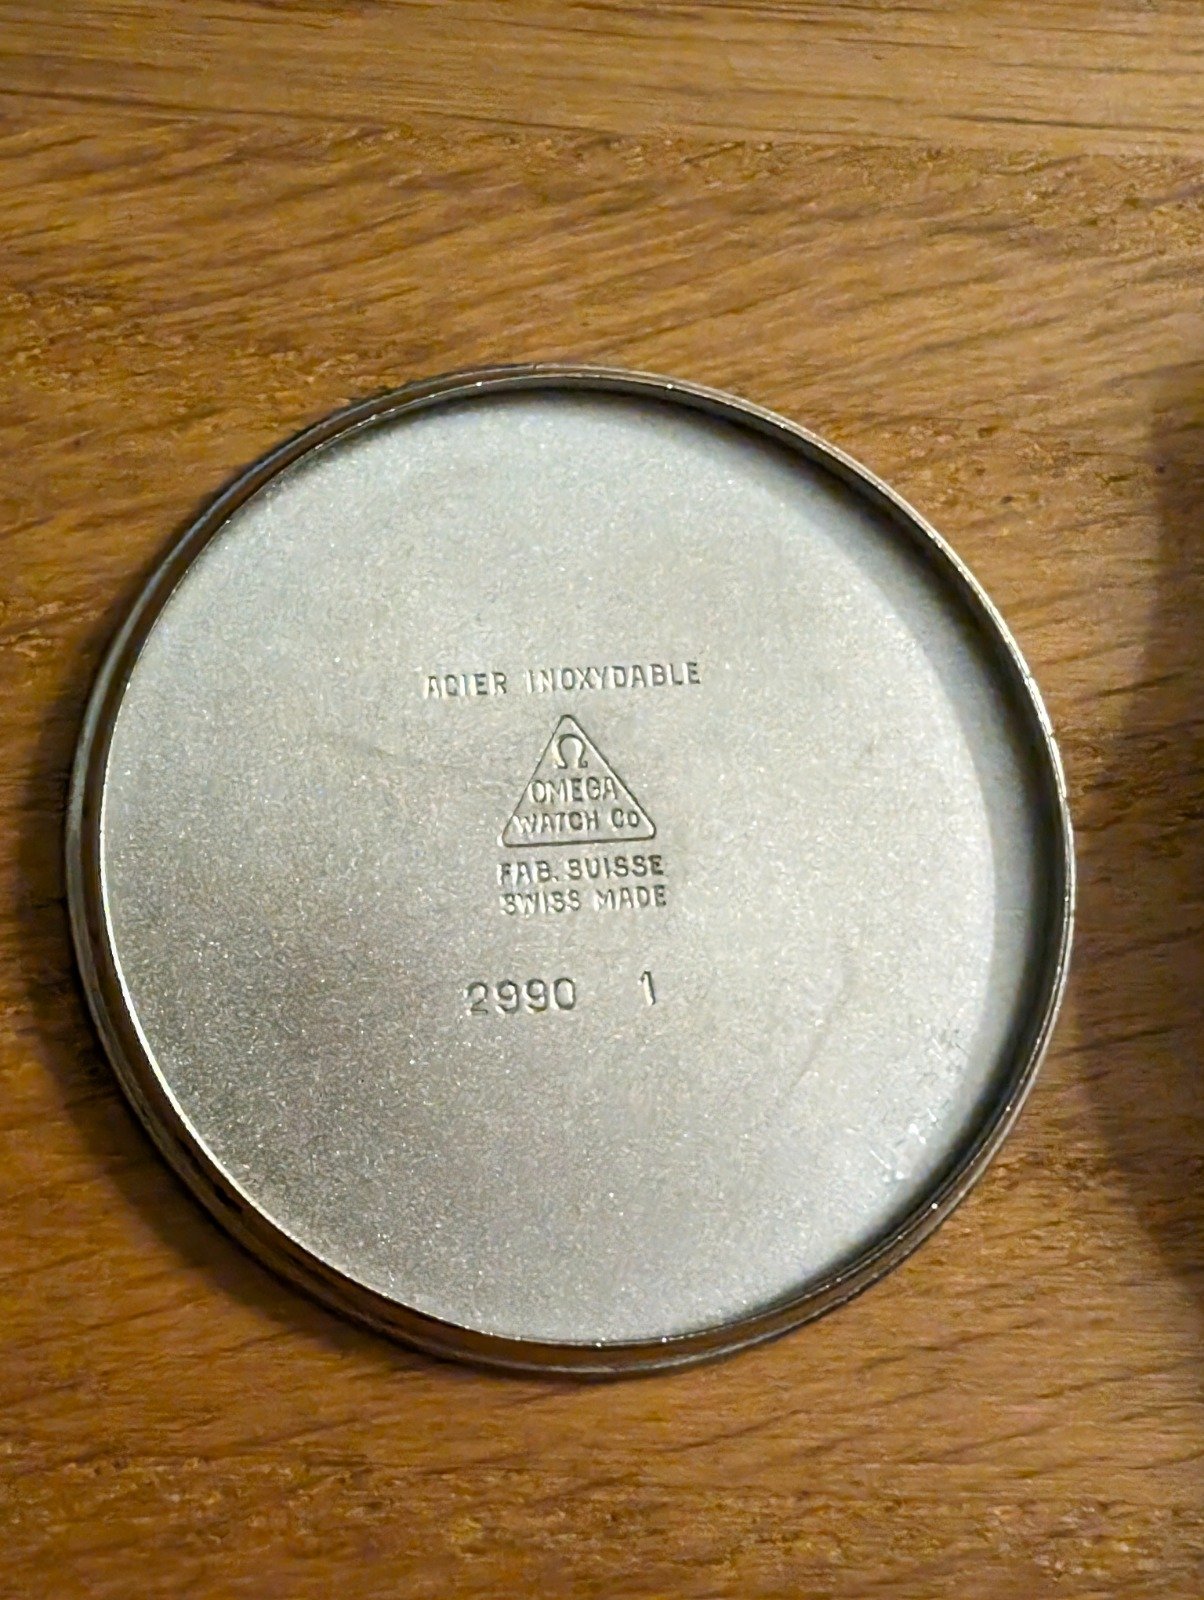 ACIER INOXYDABLE
Ω
OMEGA
WATCH Co
FAB. SUISSE
SWISS MADE
2990 1